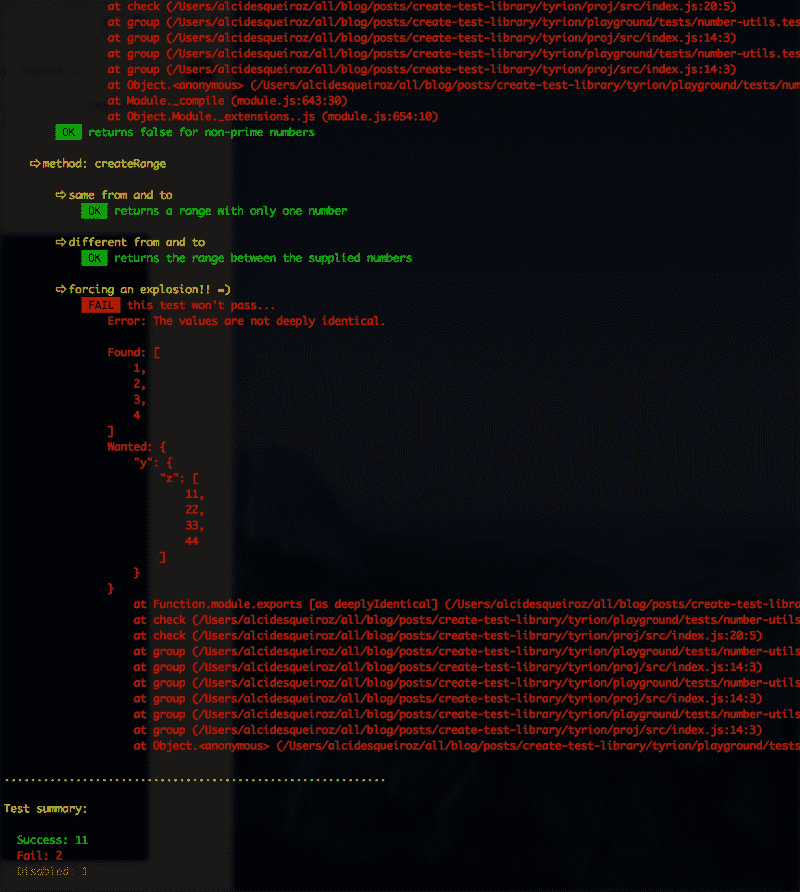 at check (/Users/alcidesqueiroz/all/blog/posts/create-test-library/tyrion/proj/src/index.js:20:5)
at group (/Users/alcidesqueiroz/all/blog/posts/create-test-library/tyrion/playground/tests/number-utils.tes
at group (/Users/alcidesqueiroz/all/blog/posts/create-test-library/tyrion/proj/src/index.js:14:3)
at group (/Users/alcidesqueiroz/all/blog/posts/create-test-library/tyrion/playground/tests/number-utils.tes
at group (/Users/alcidesqueiroz/all/blog/posts/create-test-library/tyrion/proj/src/index.js:14:3)
at Object.<anonymous> (/Users/alcidesqueiroz/all/blog/posts/create-test-library/tyrion/playground/tests/num
at Module._compile (module.js:643:30)
at Object.Module._extensions..js (module.js:654:10)
OK returns false for non-prime numbers
⇨ method: createRange
⇨ same from and to
OK returns a range with only one number
⇨ different from and to
OK returns the range between the supplied numbers
⇨ forcing an explosion!! =)
FAIL this test won't pass...
Error: The values are not deeply identical.
Found: [
1,
2,
3,
4
]
Wanted: {
"y": {
"z": [
11,
22,
33,
44
]
}
}
at Function.module.exports [as deeplyIdentical] (/Users/alcidesqueiroz/all/blog/posts/create-test-libra
at check (/Users/alcidesqueiroz/all/blog/posts/create-test-library/tyrion/playground/tests/number-utils
at check (/Users/alcidesqueiroz/all/blog/posts/create-test-library/tyrion/proj/src/index.js:20:5)
at group (/Users/alcidesqueiroz/all/blog/posts/create-test-library/tyrion/playground/tests/number-utils
at group (/Users/alcidesqueiroz/all/blog/posts/create-test-library/tyrion/proj/src/index.js:14:3)
at group (/Users/alcidesqueiroz/all/blog/posts/create-test-library/tyrion/playground/tests/number-utils
at group (/Users/alcidesqueiroz/all/blog/posts/create-test-library/tyrion/proj/src/index.js:14:3)
at group (/Users/alcidesqueiroz/all/blog/posts/create-test-library/tyrion/playground/tests/number-utils
at group (/Users/alcidesqueiroz/all/blog/posts/create-test-library/tyrion/proj/src/index.js:14:3)
at Object.<anonymous> (/Users/alcidesqueiroz/all/blog/posts/create-test-library/tyrion/playground/tests
............................................................
Test summary:
Success: 11
Fail: 2
Disabled: 1